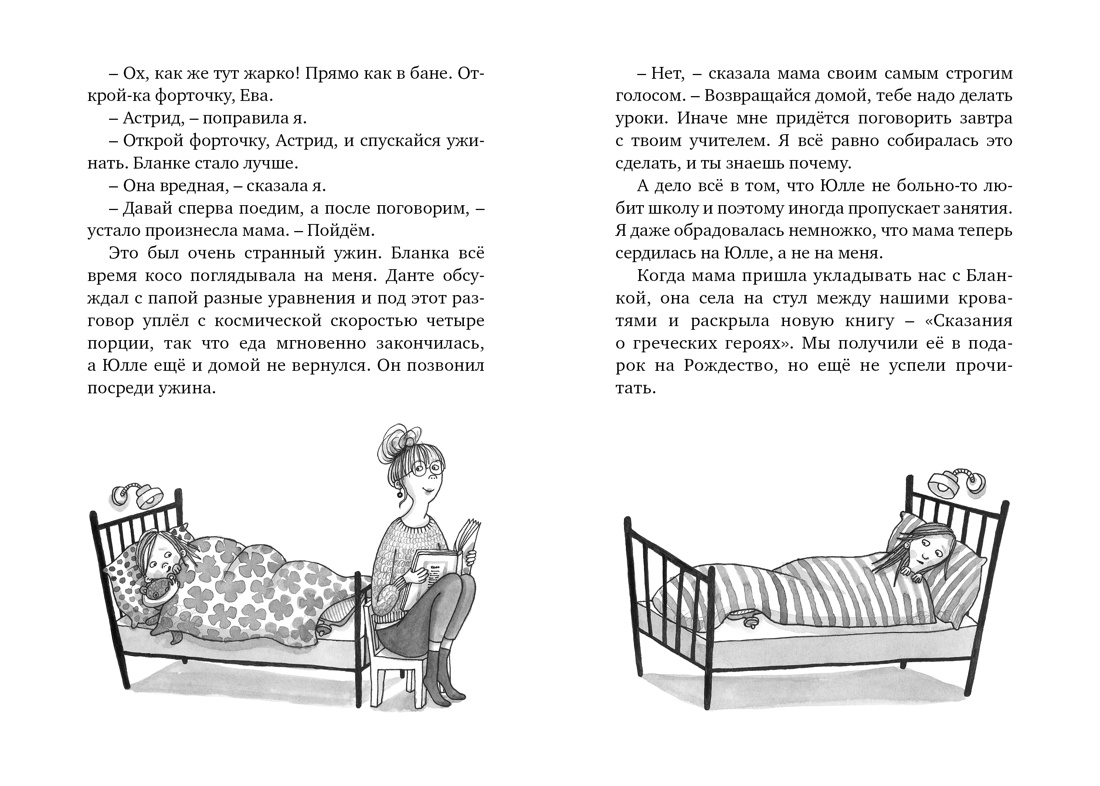 – Ох, как же тут жарко! Прямо как в бане. От-
крой-ка форточку, Ева.
– Астрид, – поправила я.
– Открой форточку, Астрид, и спускайся ужи-
нать. Бланке стало лучше.
– Она вредная, – сказала я.
– Давай сперва поедим, а после поговорим, –
устало произнесла мама. – Пойдём.
Это был очень странный ужин. Бланка всё
время косо поглядывала на меня. Данте обсу-
ждал с папой разные уравнения и под этот раз-
говор уплёл с космической скоростью четыре
порции, так что еда мгновенно закончилась,
а Юлле ещё и домой не вернулся. Он позвонил
посреди ужина.
– Нет, – сказала мама своим самым строгим
голосом. – Возвращайся домой, тебе надо делать
уроки. Иначе мне придётся поговорить завтра
с твоим учителем. Я всё равно собиралась это
сделать, и ты знаешь почему.
А дело всё в том, что Юлле не больно-то лю-
бит школу и поэтому иногда пропускает занятия.
Я даже обрадовалась немножко, что мама теперь
сердилась на Юлле, а не на меня.
Когда мама пришла укладывать нас с Блан-
кой, она села на стул между нашими крова-
тями и раскрыла новую книгу – «Сказания
о греческих героях». Мы получили её в пода-
рок на Рождество, но ещё не успели прочи-
тать.